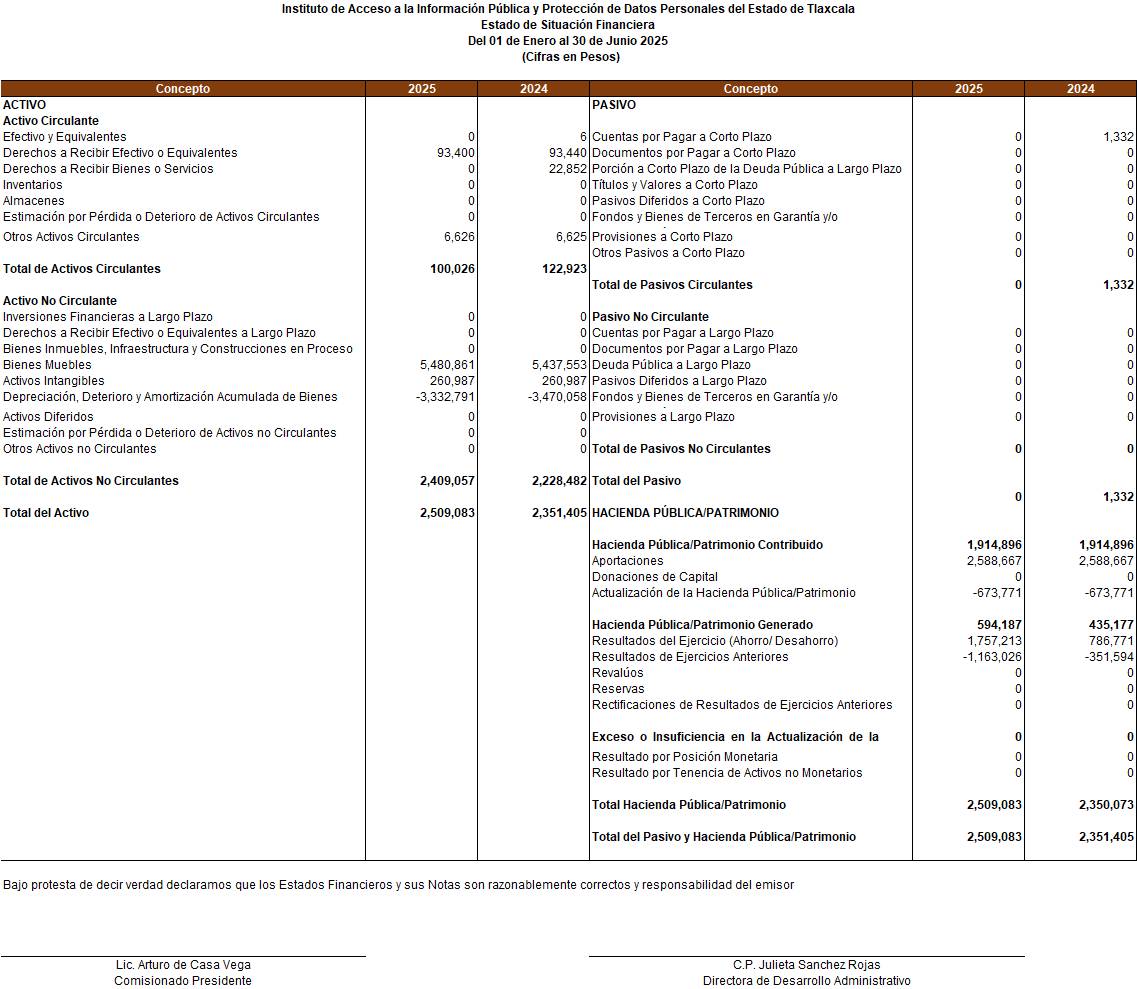 Instituto de Acceso a la Información Pública y Protección de Datos Personales del Estado de Tlaxcala
Estado de Situación Financiera
Del 01 de Enero al 30 de Junio 2025
(Cifras en Pesos)
Concepto 2025 2024 Concepto 2025 2024
ACTIVO PASIVO
Activo Circulante
Efectivo y Equivalentes 0 6 Cuentas por Pagar a Corto Plazo 0 1,332
Derechos a Recibir Efectivo o Equivalentes 93,400 93,440 Documentos por Pagar a Corto Plazo 0 0
Derechos a Recibir Bienes o Servicios 0 22,852 Porción a Corto Plazo de la Deuda Pública a Largo Plazo 0 0
Inventarios 0 0 Títulos y Valores a Corto Plazo 0 0
Almacenes 0 0 Pasivos Diferidos a Corto Plazo 0 0
Estimación por Pérdida o Deterioro de Activos Circulantes 0 0 Fondos y Bienes de Terceros en Garantía y/o 0 0
Otros Activos Circulantes 6,626 6,625 Provisiones a Corto Plazo 0 0
Otros Pasivos a Corto Plazo 0 0
Total de Activos Circulantes 100,026 122,923
Total de Pasivos Circulantes 0 1,332
Activo No Circulante
Inversiones Financieras a Largo Plazo 0 0 Pasivo No Circulante
Derechos a Recibir Efectivo o Equivalentes a Largo Plazo 0 0 Cuentas por Pagar a Largo Plazo 0 0
Bienes Inmuebles, Infraestructura y Construcciones en Proceso 0 0 Documentos por Pagar a Largo Plazo 0 0
Bienes Muebles 5,480,861 5,437,553 Deuda Pública a Largo Plazo 0 0
Activos Intangibles 260,987 260,987 Pasivos Diferidos a Largo Plazo 0 0
Depreciación, Deterioro y Amortización Acumulada de Bienes -3,332,791 -3,470,058 Fondos y Bienes de Terceros en Garantía y/o 0 0
Activos Diferidos 0 0 Provisiones a Largo Plazo 0 0
Estimación por Pérdida o Deterioro de Activos no Circulantes 0 0
Otros Activos no Circulantes 0 0 Total de Pasivos No Circulantes 0 0
Total de Activos No Circulantes 2,409,057 2,228,482 Total del Pasivo
0 1,332
Total del Activo 2,509,083 2,351,405 HACIENDA PÚBLICA/PATRIMONIO
Hacienda Pública/Patrimonio Contribuido 1,914,896 1,914,896
Aportaciones 2,588,667 2,588,667
Donaciones de Capital 0 0
Actualización de la Hacienda Pública/Patrimonio -673,771 -673,771
Hacienda Pública/Patrimonio Generado 594,187 435,177
Resultados del Ejercicio (Ahorro/ Desahorro) 1,757,213 786,771
Resultados de Ejercicios Anteriores -1,163,026 -351,594
Revalúos 0 0
Reservas 0 0
Rectificaciones de Resultados de Ejercicios Anteriores 0 0
Exceso o Insuficiencia en la Actualización de la 0 0
Resultado por Posición Monetaria 0 0
Resultado por Tenencia de Activos no Monetarios 0 0
Total Hacienda Pública/Patrimonio 2,509,083 2,350,073
Total del Pasivo y Hacienda Pública/Patrimonio 2,509,083 2,351,405
Bajo protesta de decir verdad declaramos que los Estados Financieros y sus Notas son razonablemente correctos y responsabilidad del emisor
Lic. Arturo de Casa Vega C.P. Julieta Sanchez Rojas
Comisionado Presidente Directora de Desarrollo Administrativo